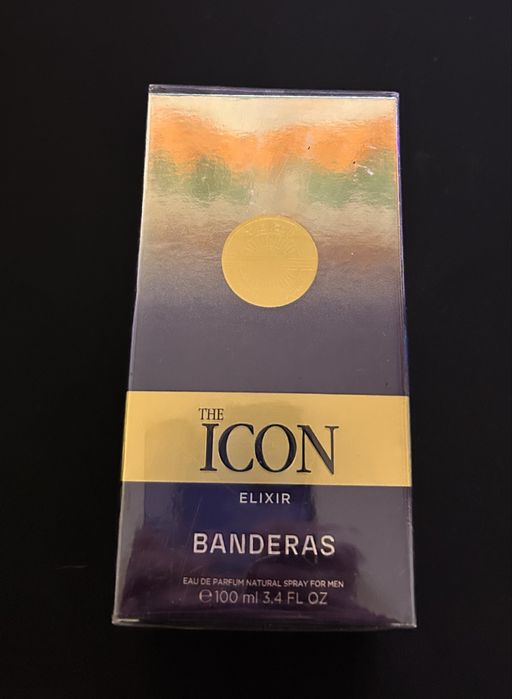 THE
ICON
ELIXIR
BANDERAS
EAU DE PARFUM NATURAL SPRAY FOR MEN
℮ 100 ml 3.4 FL OZ